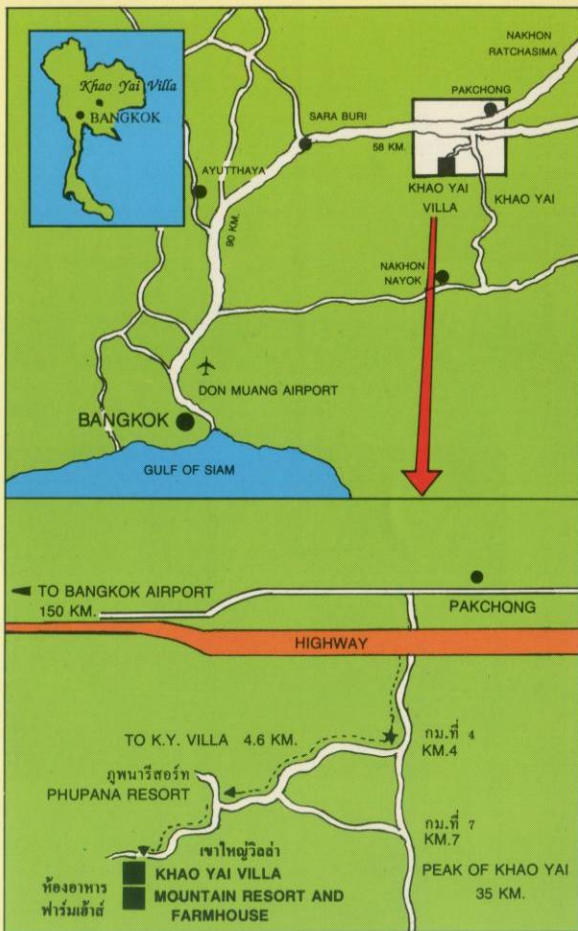 Khao Yai Villa
BANGKOK
NAKHON
RATCHASIMA
PAKCHONG
SARA BURI
58 KM.
AYUTTHAYA
KHAO YAI
VILLA
KHAO YAI
90 KM.
NAKHON
NAYOK
DON MUANG AIRPORT
BANGKOK
GULF OF SIAM
TO BANGKOK AIRPORT
150 KM.
PAKCHONG
HIGHWAY
TO K.Y. VILLA 4.6 KM.
กม.ที่ 4
KM.4
ภูพนารีสอร์ท
PHUPANA RESORT
กม.ที่ 7
KM.7
เขาใหญ่วิลล่า
KHAO YAI VILLA
MOUNTAIN RESORT AND
FARMHOUSE
ห้องอาหาร
ฟาร์มเฮ้าส์
PEAK OF KHAO YAI
35 KM.